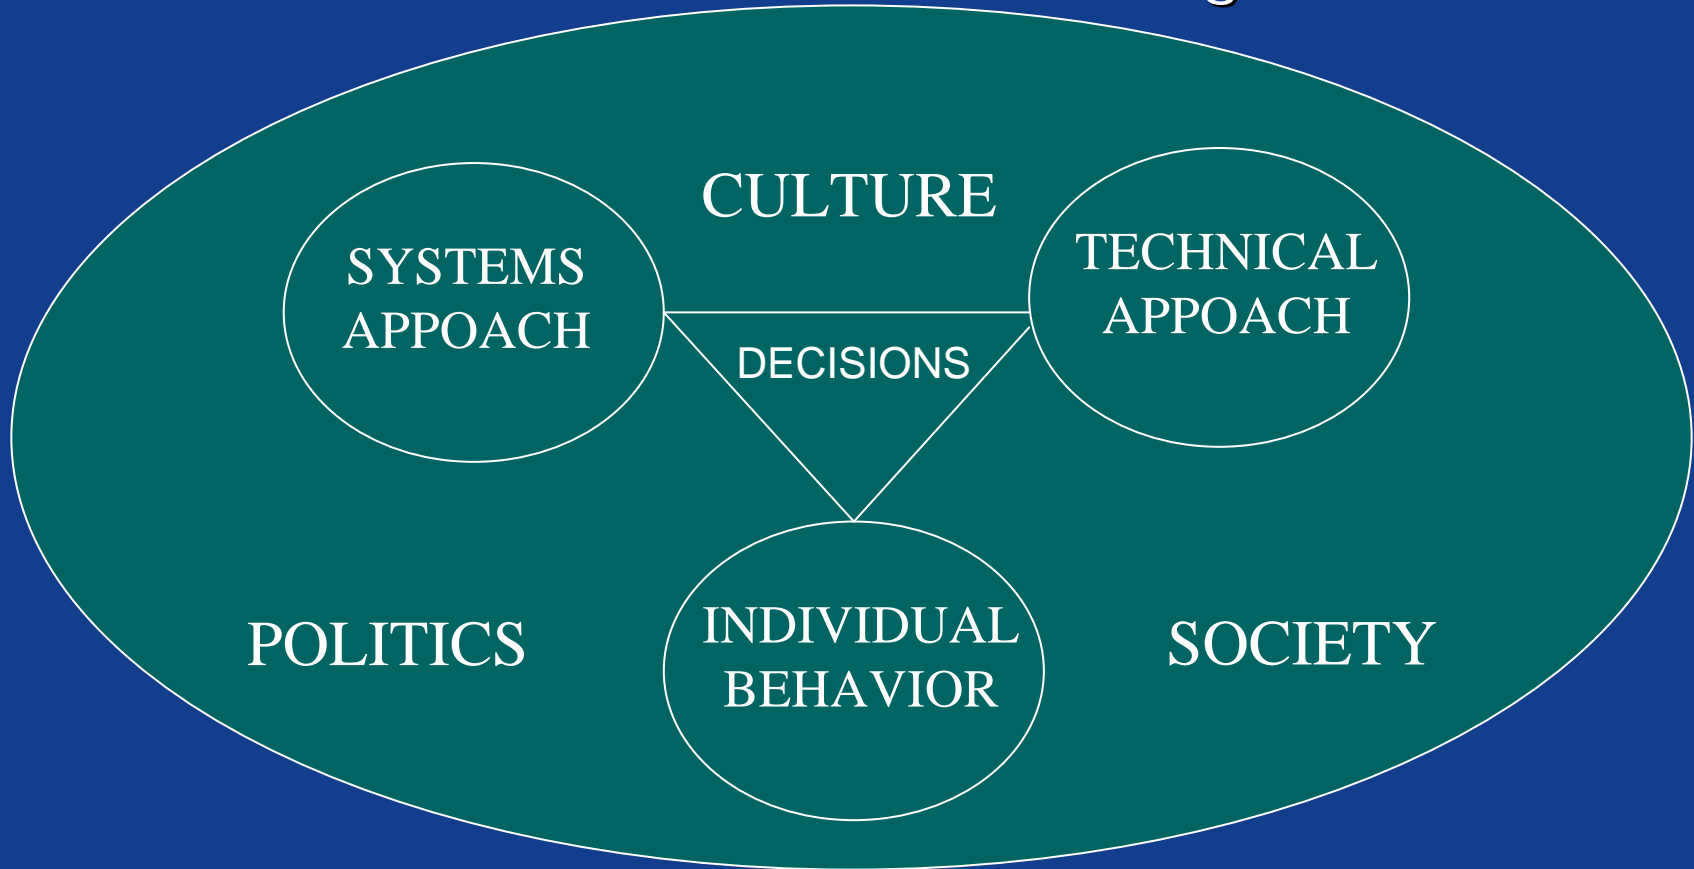 CULTURE
SYSTEMS
APPOACH
TECHNICAL
APPOACH
DECISIONS
INDIVIDUAL
BEHAVIOR
POLITICS
SOCIETY